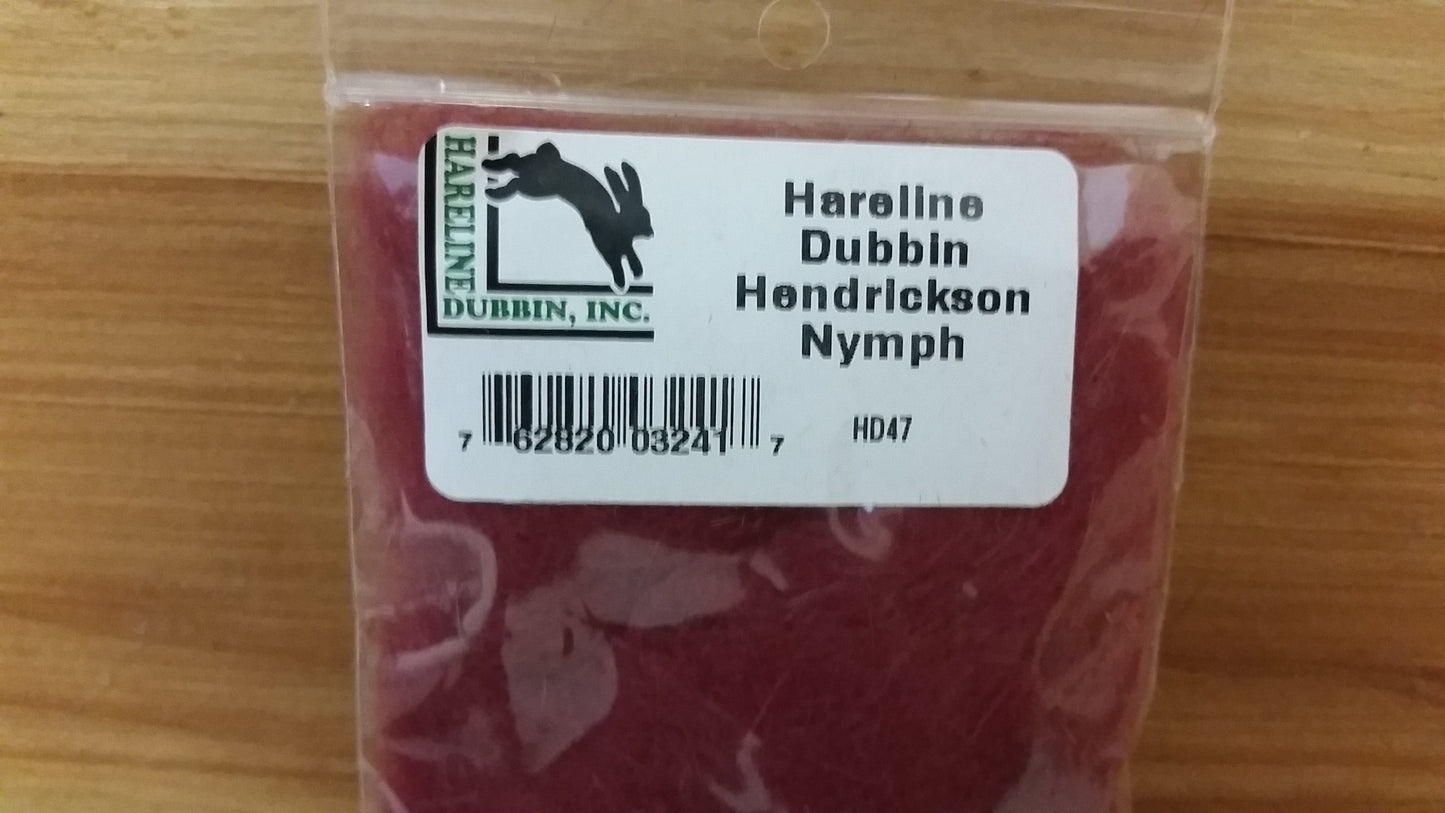 HARELINE
DUBBIN, INC.
Hareline
Dubbin
Hendrickson
Nymph
7 62820 03241 7
HD47